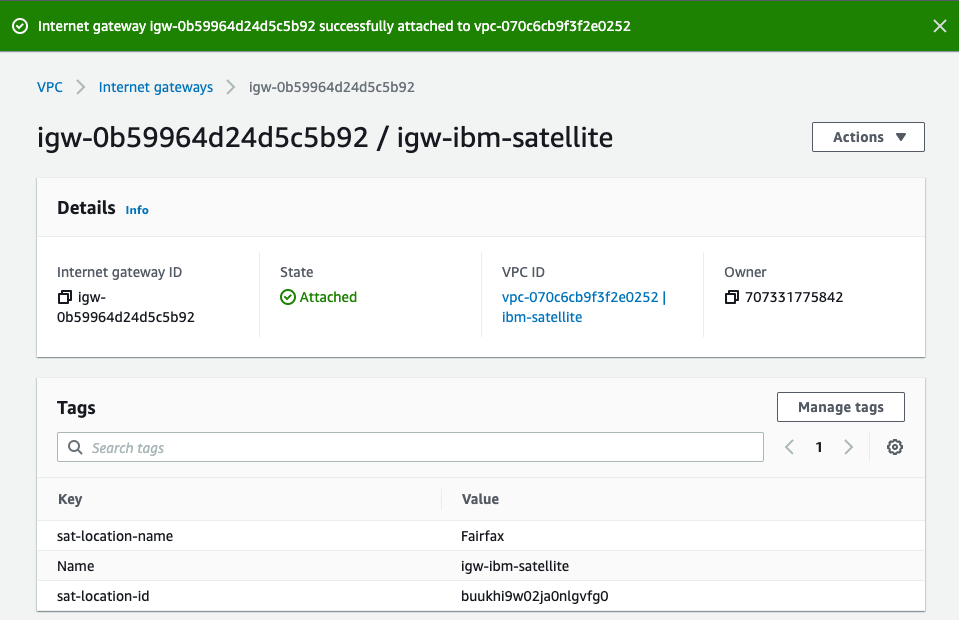 Internet gateway igw-0b59964d24d5c5b92 successfully attached to vpc-070c6cb9f3f2e0252
VPC > Internet gateways > igw-0b59964d24d5c5b92
igw-0b59964d24d5c5b92 / igw-ibm-satellite
Actions
Details Info
Internet gateway ID
igw-
0b59964d24d5c5b92
State
Attached
VPC ID
vpc-070c6cb9f3f2e0252 |
ibm-satellite
Owner
707331775842
Tags
Manage tags
Search tags
1
Key Value
sat-location-name Fairfax
Name igw-ibm-satellite
sat-location-id buukhi9w02ja0nlgvfg0